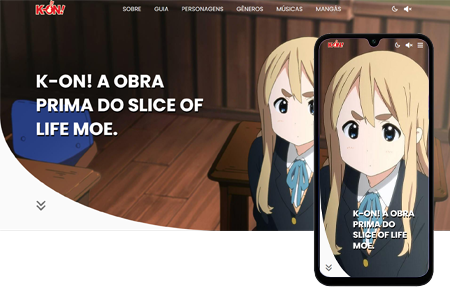 K-ON!
SOBRE GUIA PERSONAGENS GÊNEROS MÚSICAS MANGÁS
K-ON! A OBRA
PRIMA DO SLICE OF
LIFE MOE.
K-ON!
K-ON! A OBRA
PRIMA DO
SLICE OF LIFE
MOE.